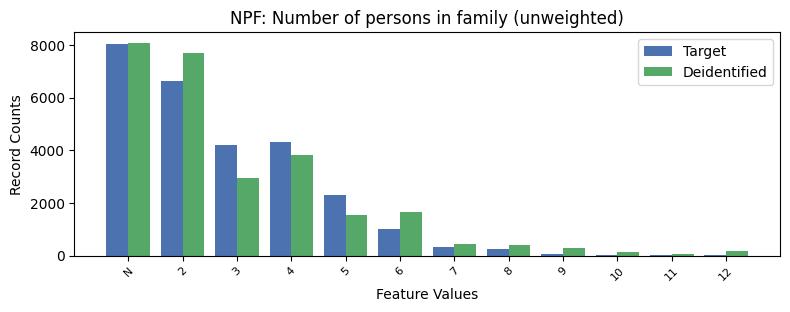 NPF: Number of persons in family (unweighted)
Target
Deidentified
Record Counts
8000
6000
4000
2000
0
N 2 3 4 5 6 7 8 9 10 11 12
Feature Values